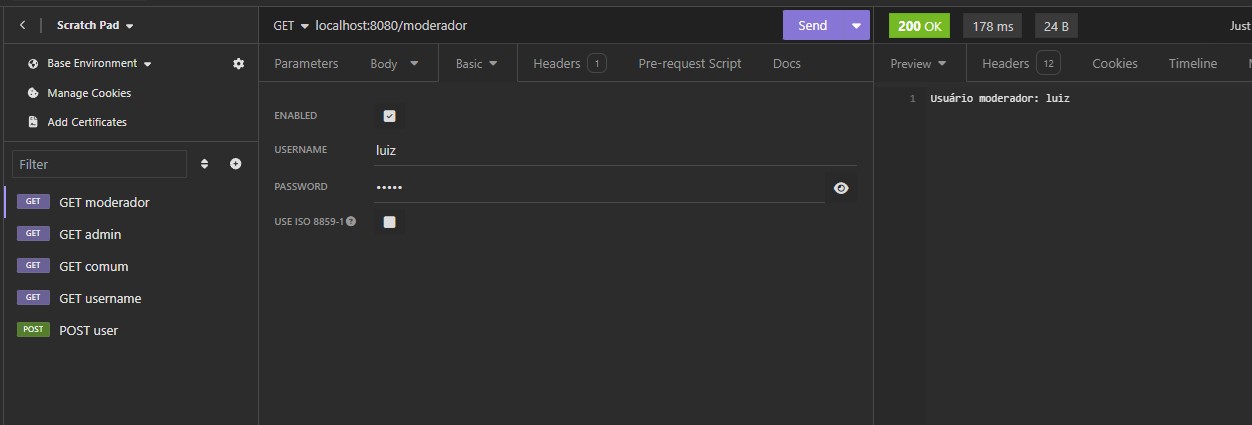 Scratch Pad
Base Environment
Manage Cookies
Add Certificates
Filter
GET GET moderador
GET GET admin
GET GET comum
GET GET username
POST POST user
GET localhost:8080/moderador Send
Parameters Body Basic Headers 1 Pre-request Script Docs
ENABLED
USERNAME luiz
PASSWORD •••••
USE ISO 8859-1
200 OK 178 ms 24 B Just
Preview Headers 12 Cookies Timeline
1 Usuário moderador: luiz